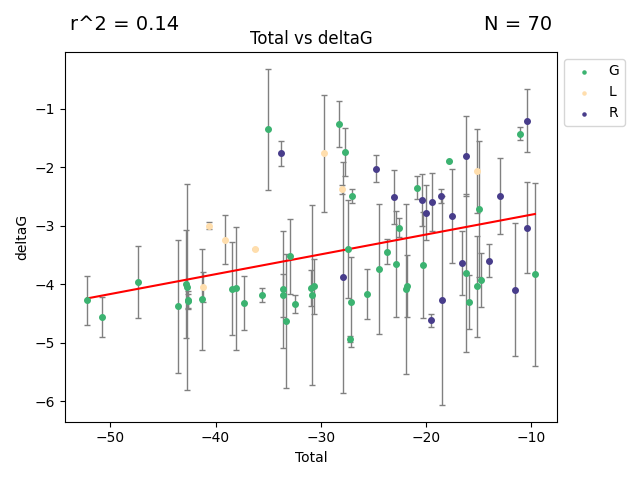 r^2 = 0.14
N = 70
Total vs deltaG
G
L
R
deltaG
−1
−2
−3
−4
−5
−6
−50
−40
−30
−20
−10
Total